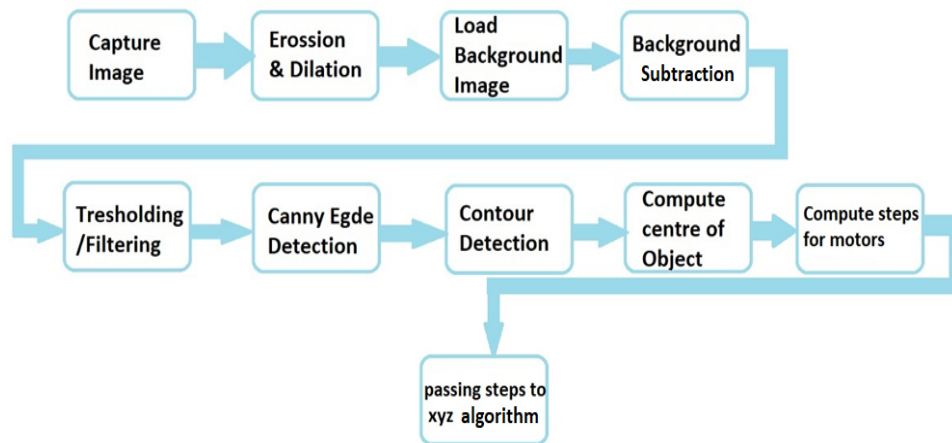 Capture
Image
Erossion
& Dilation
Load
Background
Image
Background
Subtraction
Tresholding
/Filtering
Canny Egde
Detection
Contour
Detection
Compute
centre of
Object
Compute steps
for motors
passing steps to
xyz algorithm